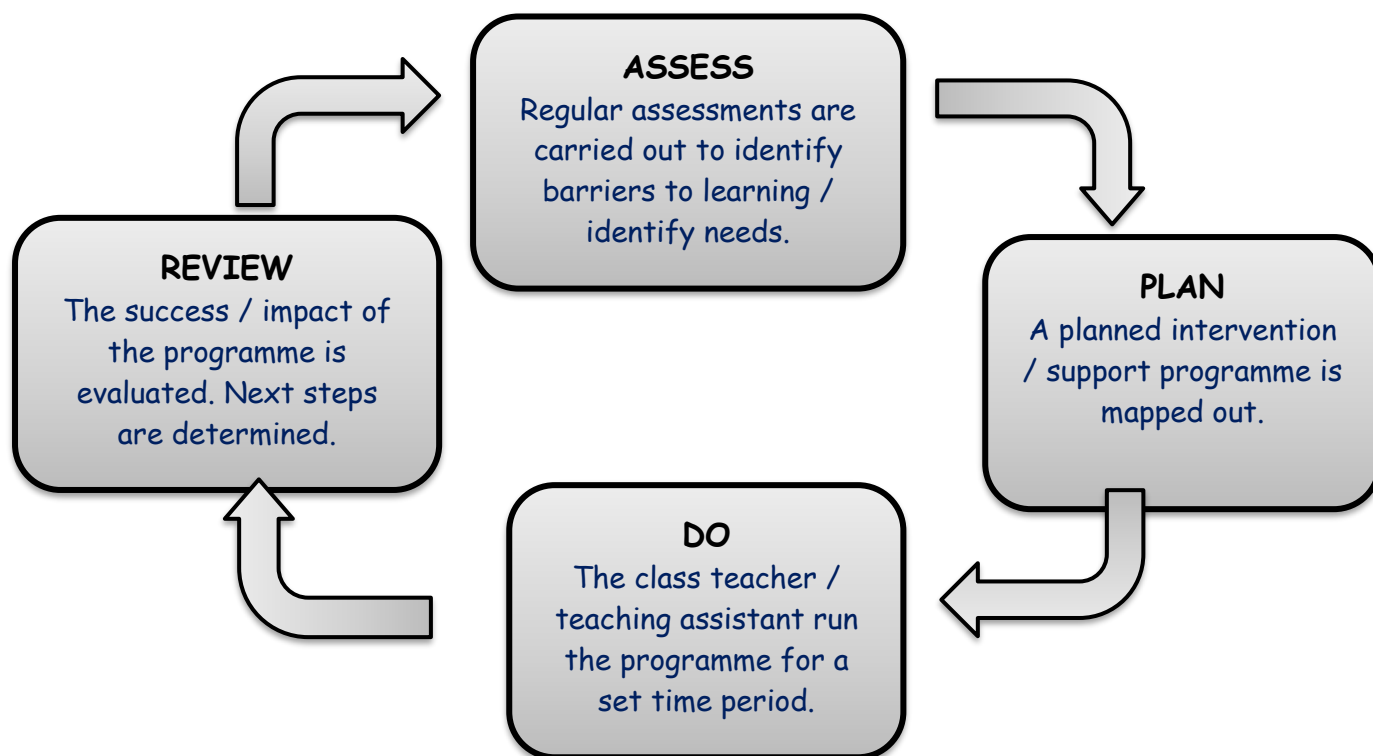 ASSESS
Regular assessments are
carried out to identify
barriers to learning /
identify needs.
PLAN
A planned intervention
/ support programme is
mapped out.
DO
The class teacher /
teaching assistant run
the programme for a
set time period.
REVIEW
The success / impact of
the programme is
evaluated. Next steps
are determined.